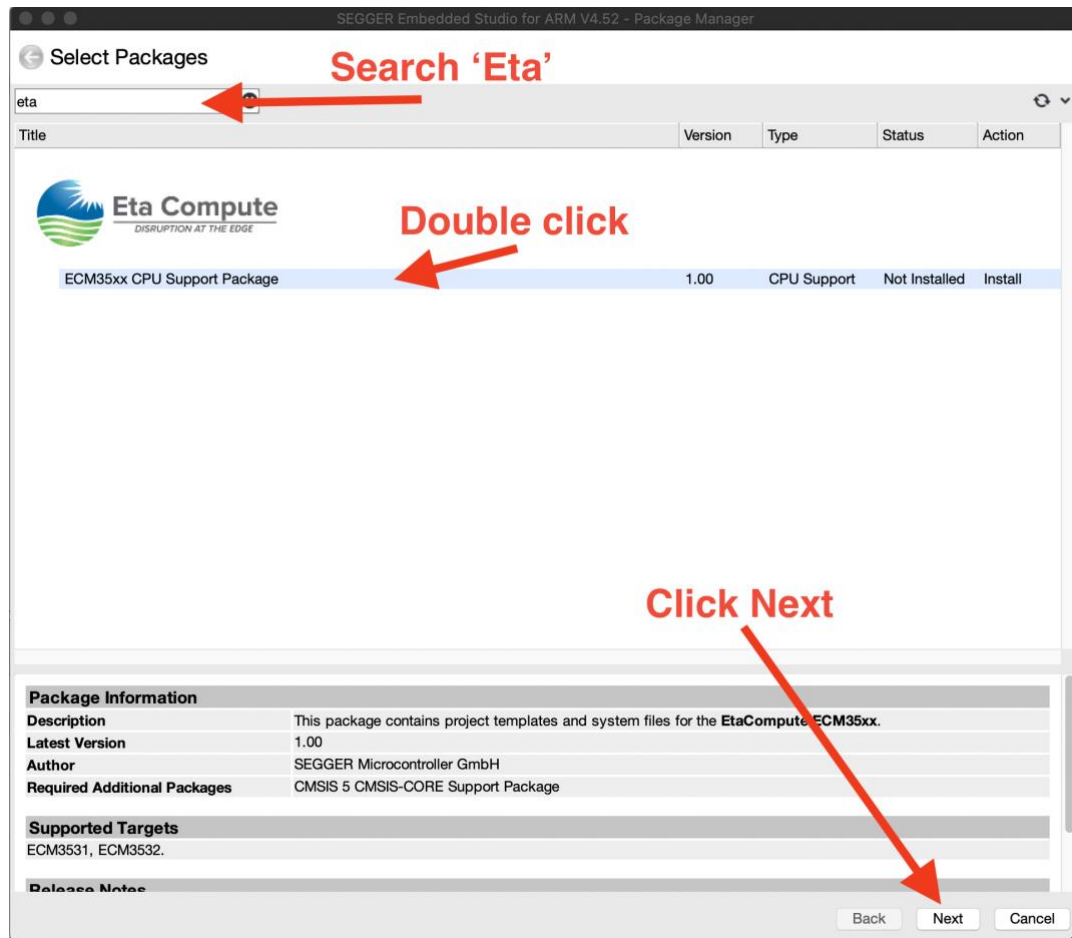 SEGGER Embedded Studio for ARM V4.52 - Package Manager
Select Packages
Search ‘Eta’
eta
Title Version Type Status Action
Eta Compute
DISRUPTION AT THE EDGE
Double click
ECM35xx CPU Support Package 1.00 CPU Support Not Installed Install
Click Next
Package Information
Description This package contains project templates and system files for the EtaCompute ECM35xx.
Latest Version 1.00
Author SEGGER Microcontroller GmbH
Required Additional Packages CMSIS 5 CMSIS-CORE Support Package
Supported Targets
ECM3531, ECM3532.
Release Notes
Back Next Cancel